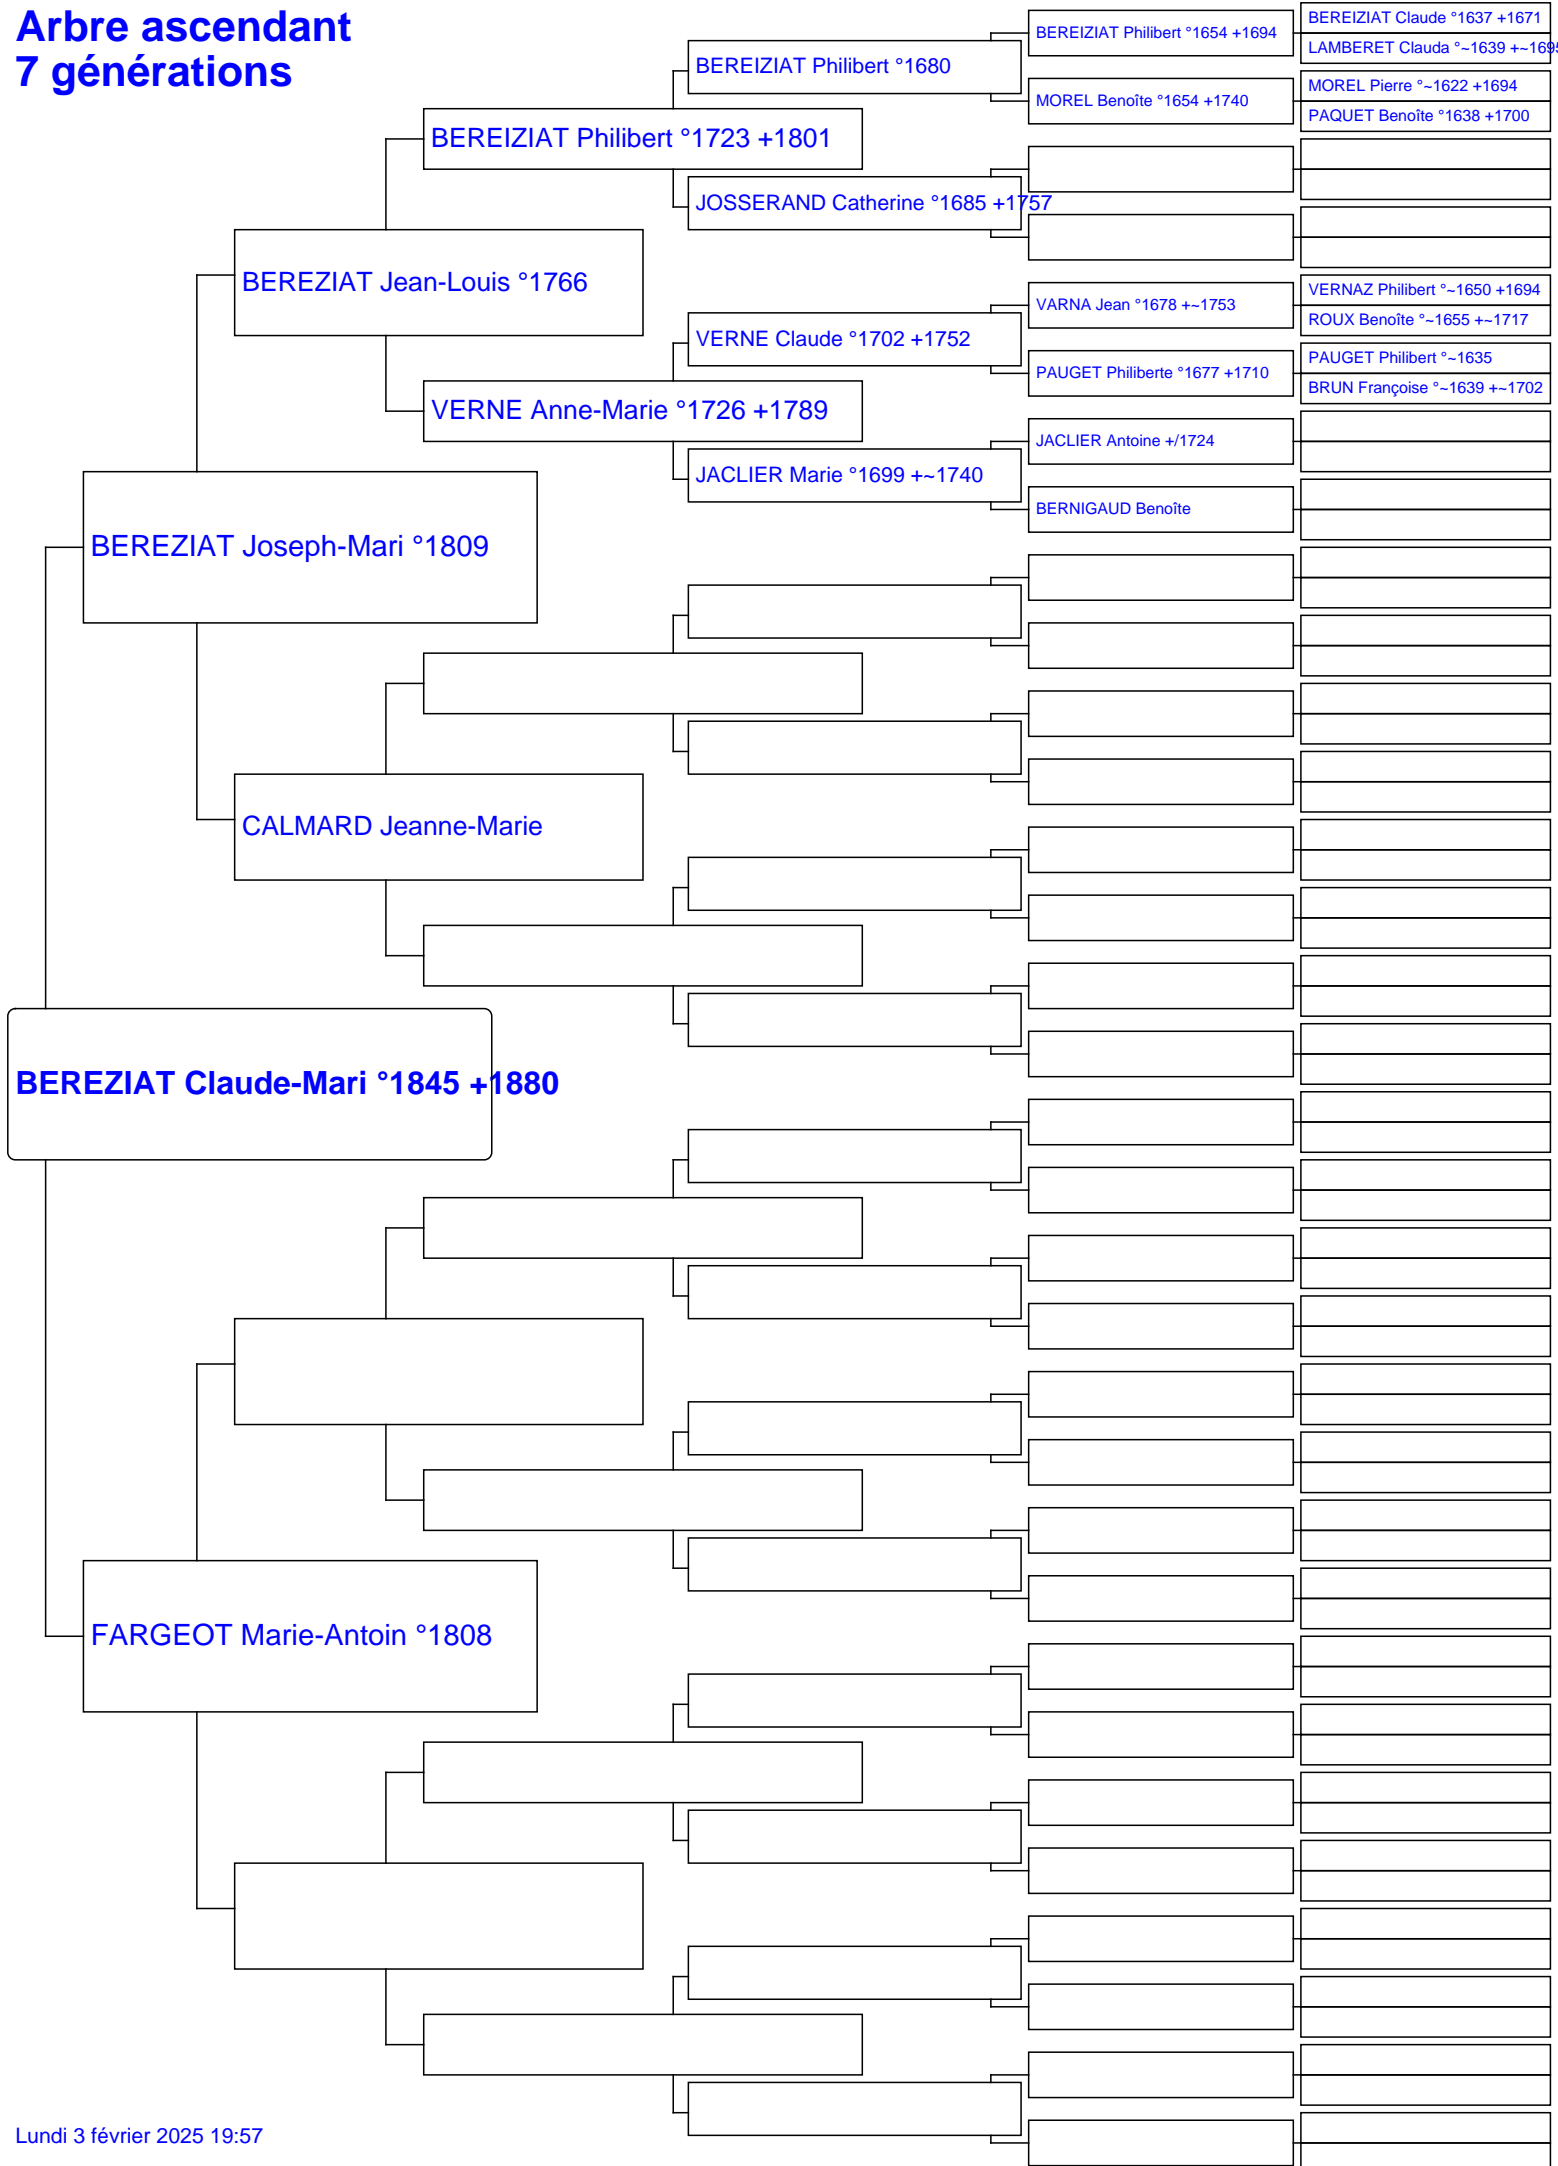 Arbre ascendant
7 générations
BEREIZIAT Claude °1637 +1671
BEREIZIAT Philibert °1654 +1694
LAMBERET Clauda °~1639 +~1695
BEREIZIAT Philibert °1680
MOREL Pierre °~1622 +1694
MOREL Benoîte °1654 +1740
PAQUET Benoîte °1638 +1700
BEREIZIAT Philibert °1723 +1801
JOSSERAND Catherine °1685 +1757
BEREZIAT Jean-Louis °1766
VERNAZ Philibert °~1650 +1694
VARNA Jean °1678 +~1753
ROUX Benoîte °~1655 +~1717
VERNE Claude °1702 +1752
PAUGET Philibert °~1635
PAUGET Philiberte °1677 +1710
BRUN Françoise °~1639 +~1702
VERNE Anne-Marie °1726 +1789
JACLIER Antoine +/1724
JACLIER Marie °1699 +~1740
BERNIGAUD Benoîte
BEREZIAT Joseph-Mari °1809
CALMARD Jeanne-Marie
BEREZIAT Claude-Mari °1845 +1880
FARGEOT Marie-Antoin °1808
Lundi 3 février 2025 19:57